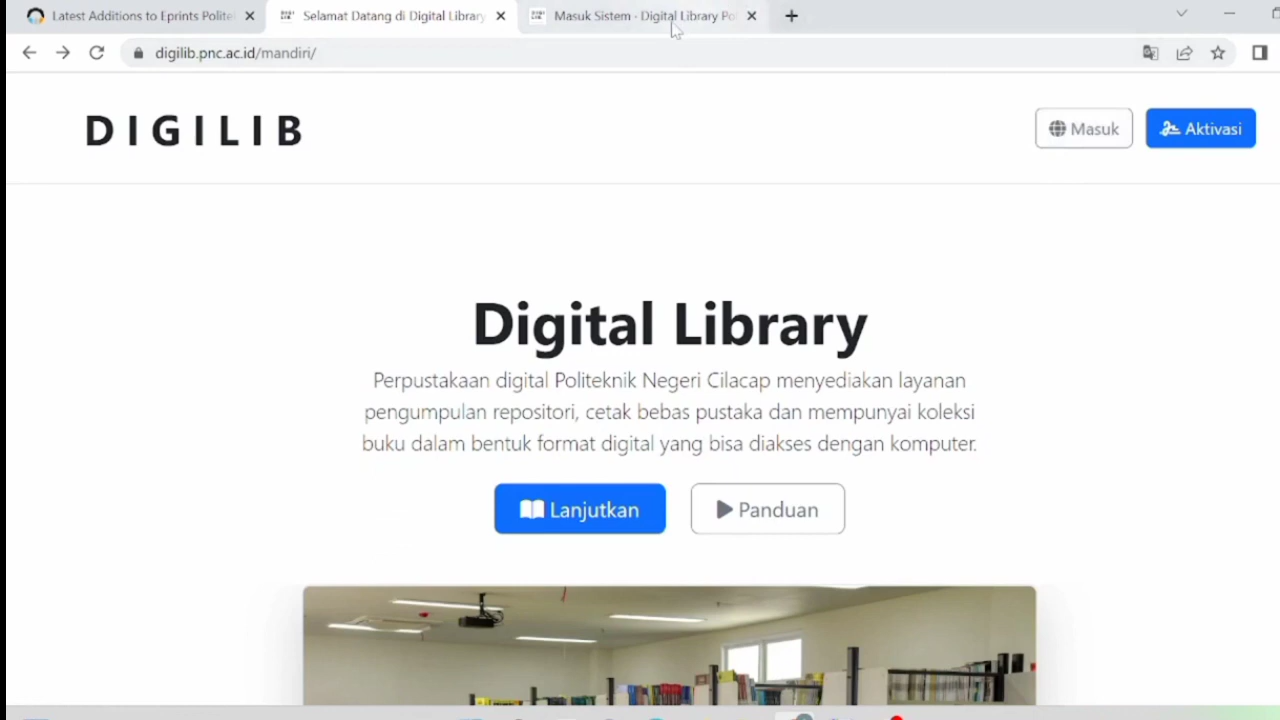 Latest Additions to Eprints Polite
Selamat Datang di Digital Library
Masuk Sistem - Digital Library Po
digilib.pnc.ac.id/mandiri/
DIGILIB
Masuk
Aktivasi
Digital Library
Perpustakaan digital Politeknik Negeri Cilacap menyediakan layanan
pengumpulan repositori, cetak bebas pustaka dan mempunyai koleksi
buku dalam bentuk format digital yang bisa diakses dengan komputer.
Lanjutkan
Panduan